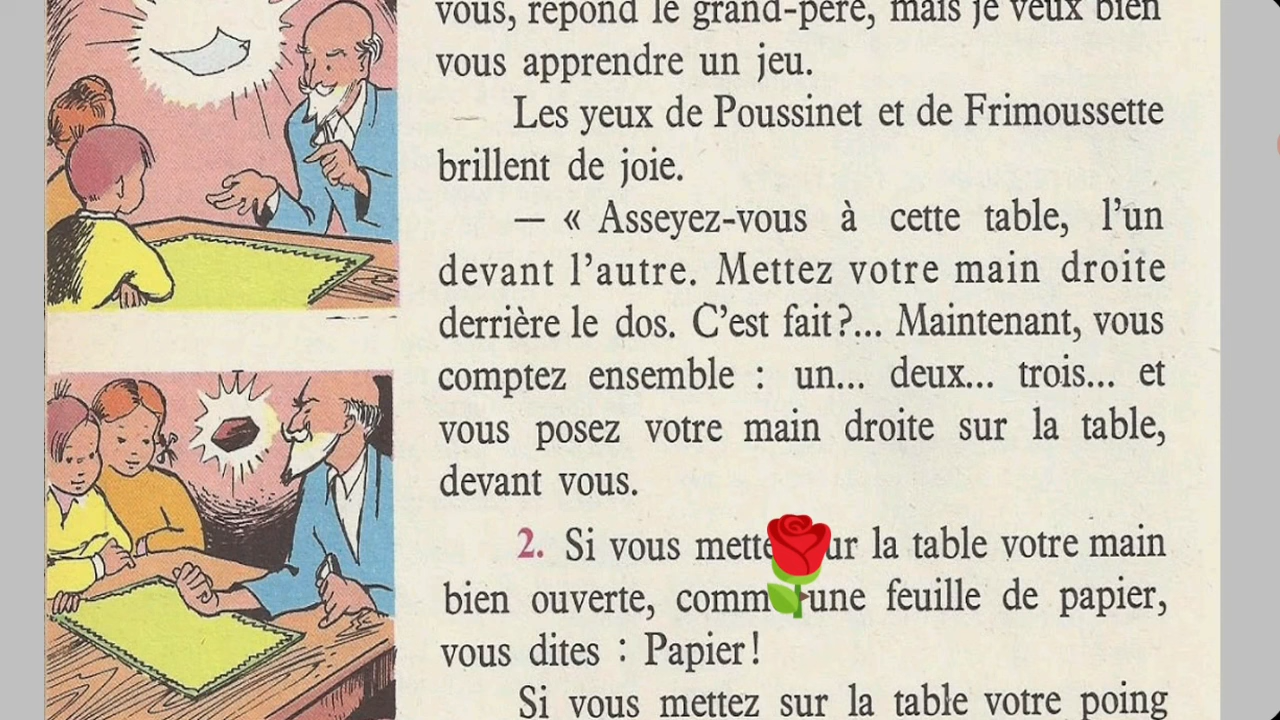 vous, répond le grand-père, mais je veux bien
vous apprendre un jeu.
Les yeux de Poussinet et de Frimoussette
brillent de joie.
— « Asseyez-vous à cette table, l'un
devant l'autre. Mettez votre main droite
derrière le dos. C'est fait ?... Maintenant, vous
comptez ensemble : un... deux... trois... et
vous posez votre main droite sur la table,
devant vous.
2. Si vous la table votre main
bien ouverte, une feuille de papier,
vous dites : Papier !
Si vous mettez sur la table votre poing